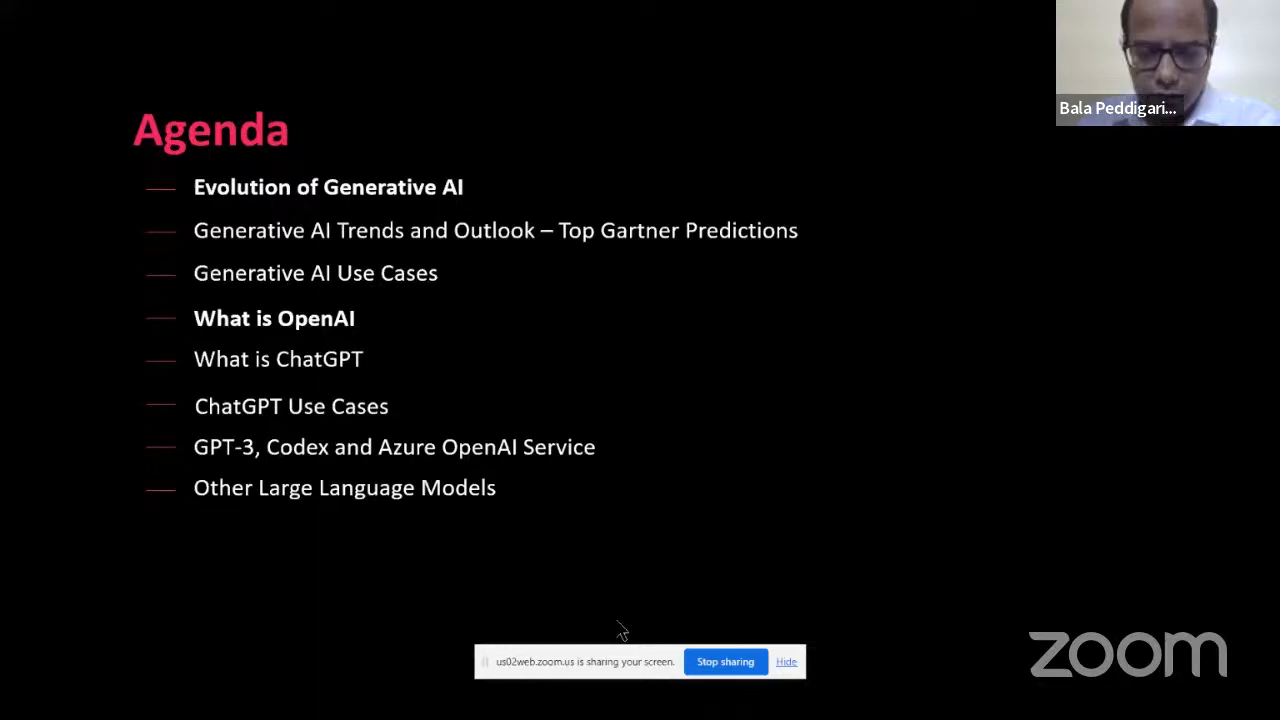 Bala Peddigari...
Agenda
Evolution of Generative AI
Generative AI Trends and Outlook – Top Gartner Predictions
Generative AI Use Cases
What is OpenAI
What is ChatGPT
ChatGPT Use Cases
GPT-3, Codex and Azure OpenAI Service
Other Large Language Models
us02web.zoom.us is sharing your screen. Stop sharing Hide
zoom